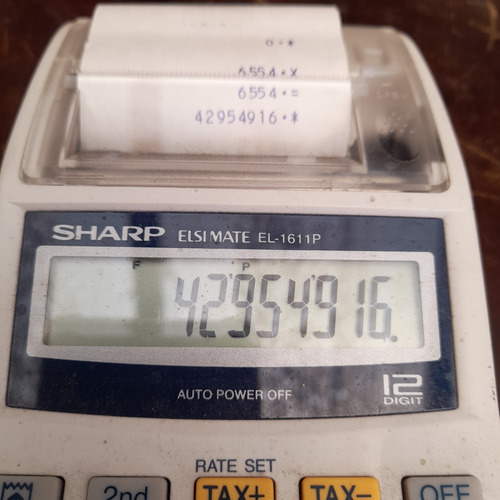 0·*
6554·×
6554·=
42954916·*
SHARP ELSI MATE EL-1611P
F P
42954916.
AUTO POWER OFF
12
DIGIT
RATE SET
2nd TAX+ TAX− OFF